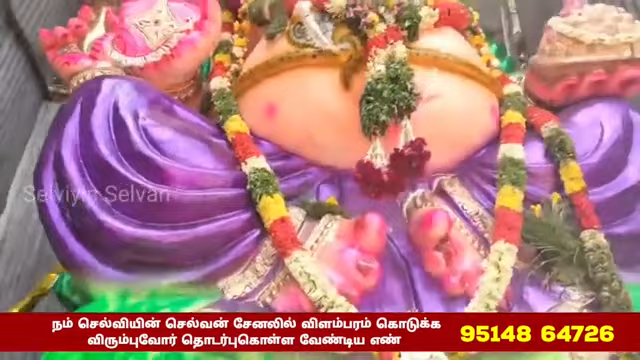 Selviyin Selvan
நம் செல்வியின் செல்வன் சேனலில் விளம்பரம் கொடுக்க
விரும்புவோர் தொடர்புகொள்ள வேண்டிய எண்
95148 64726